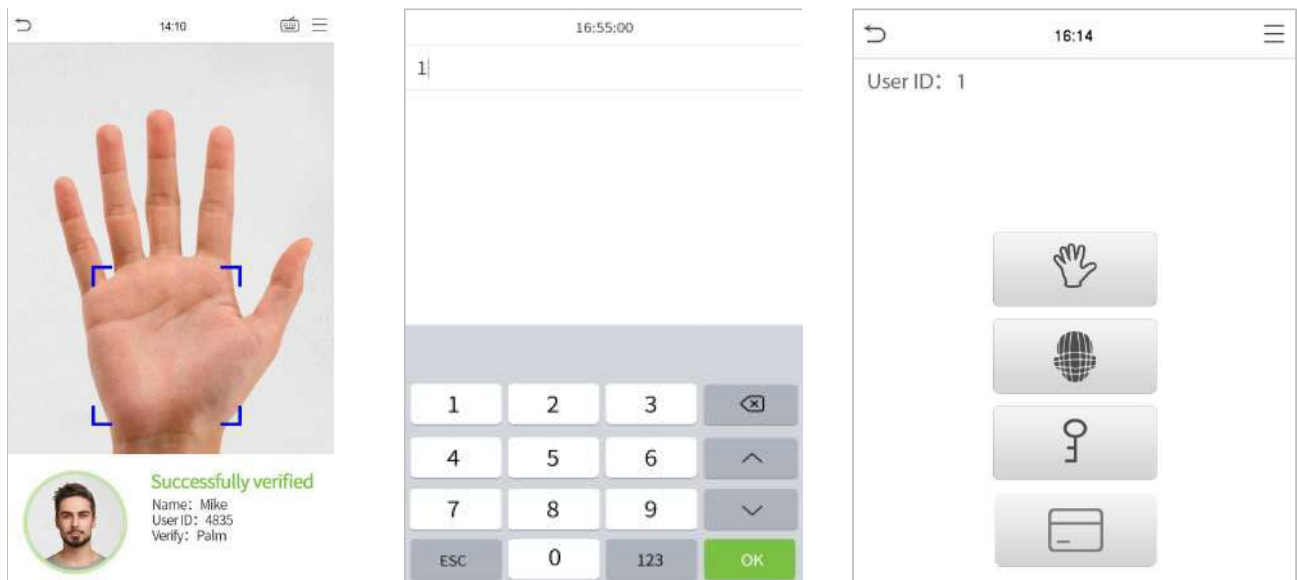 14:10
Successfully verified
Name: Mike
User ID: 4835
Verify: Palm
16:55:00
1
1 2 3
4 5 6
7 8 9
ESC 0 123 OK
16:14
User ID: 1